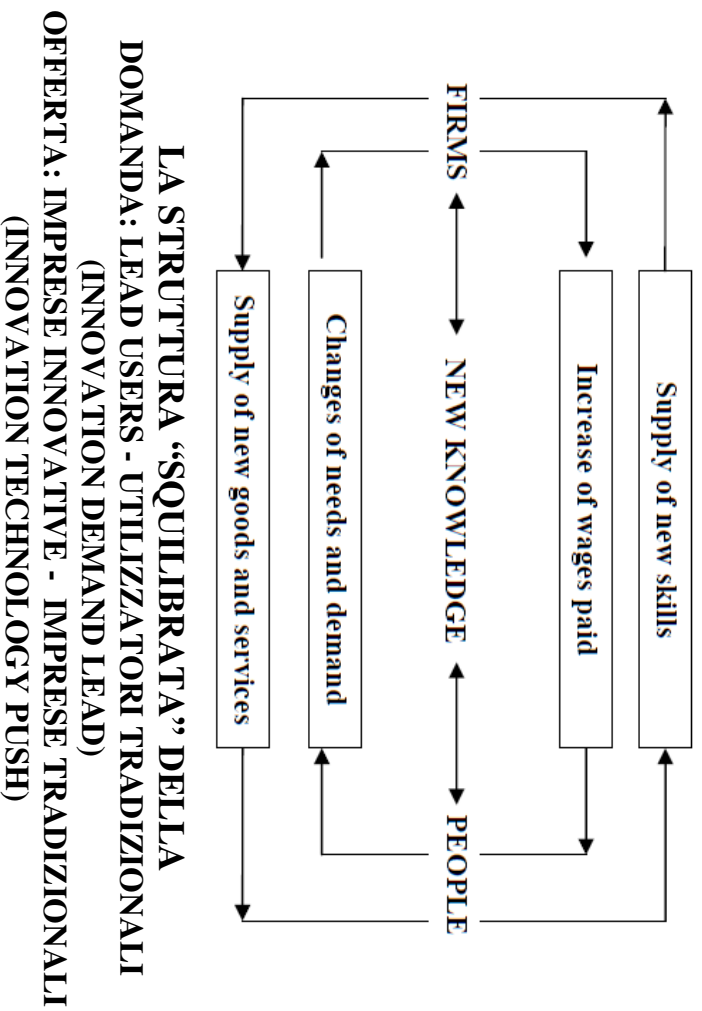 Supply of new skills
Increase of wages paid
FIRMS NEW KNOWLEDGE PEOPLE
Changes of needs and demand
Supply of new goods and services
LA STRUTTURA “SQUILIBRATA” DELLA
DOMANDA: LEAD USERS - UTILIZZATORI TRADIZIONALI
(INNOVATION DEMAND LEAD)
OFFERTA: IMPRESE INNOVATIVE - IMPRESE TRADIZIONALI
(INNOVATION TECHNOLOGY PUSH)